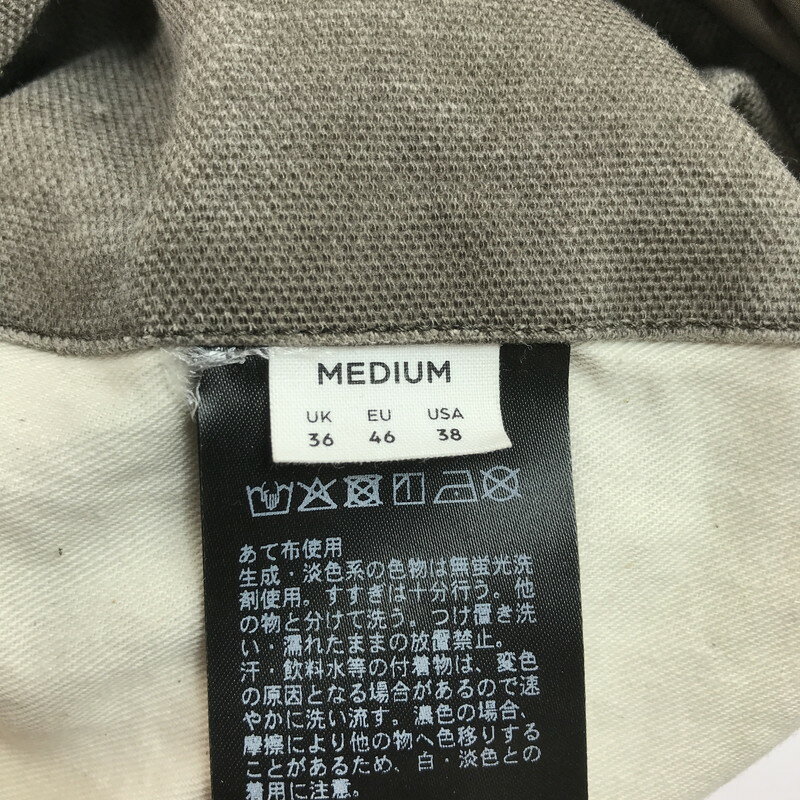 MEDIUM
UK EU USA
36 46 38
あて布使用
生成・淡色系の色物は無蛍光洗
剤使用。すすぎは十分行う。他
の物と分けて洗う。つけ置き洗
い・濡れたままの放置禁止。
汗・飲料水等の付着物は、変色
の原因となる場合があるので速
やかに洗い流す。濃色の場合、
摩擦により他の物へ色移りする
ことがあるため、白・淡色との
着用に注意。